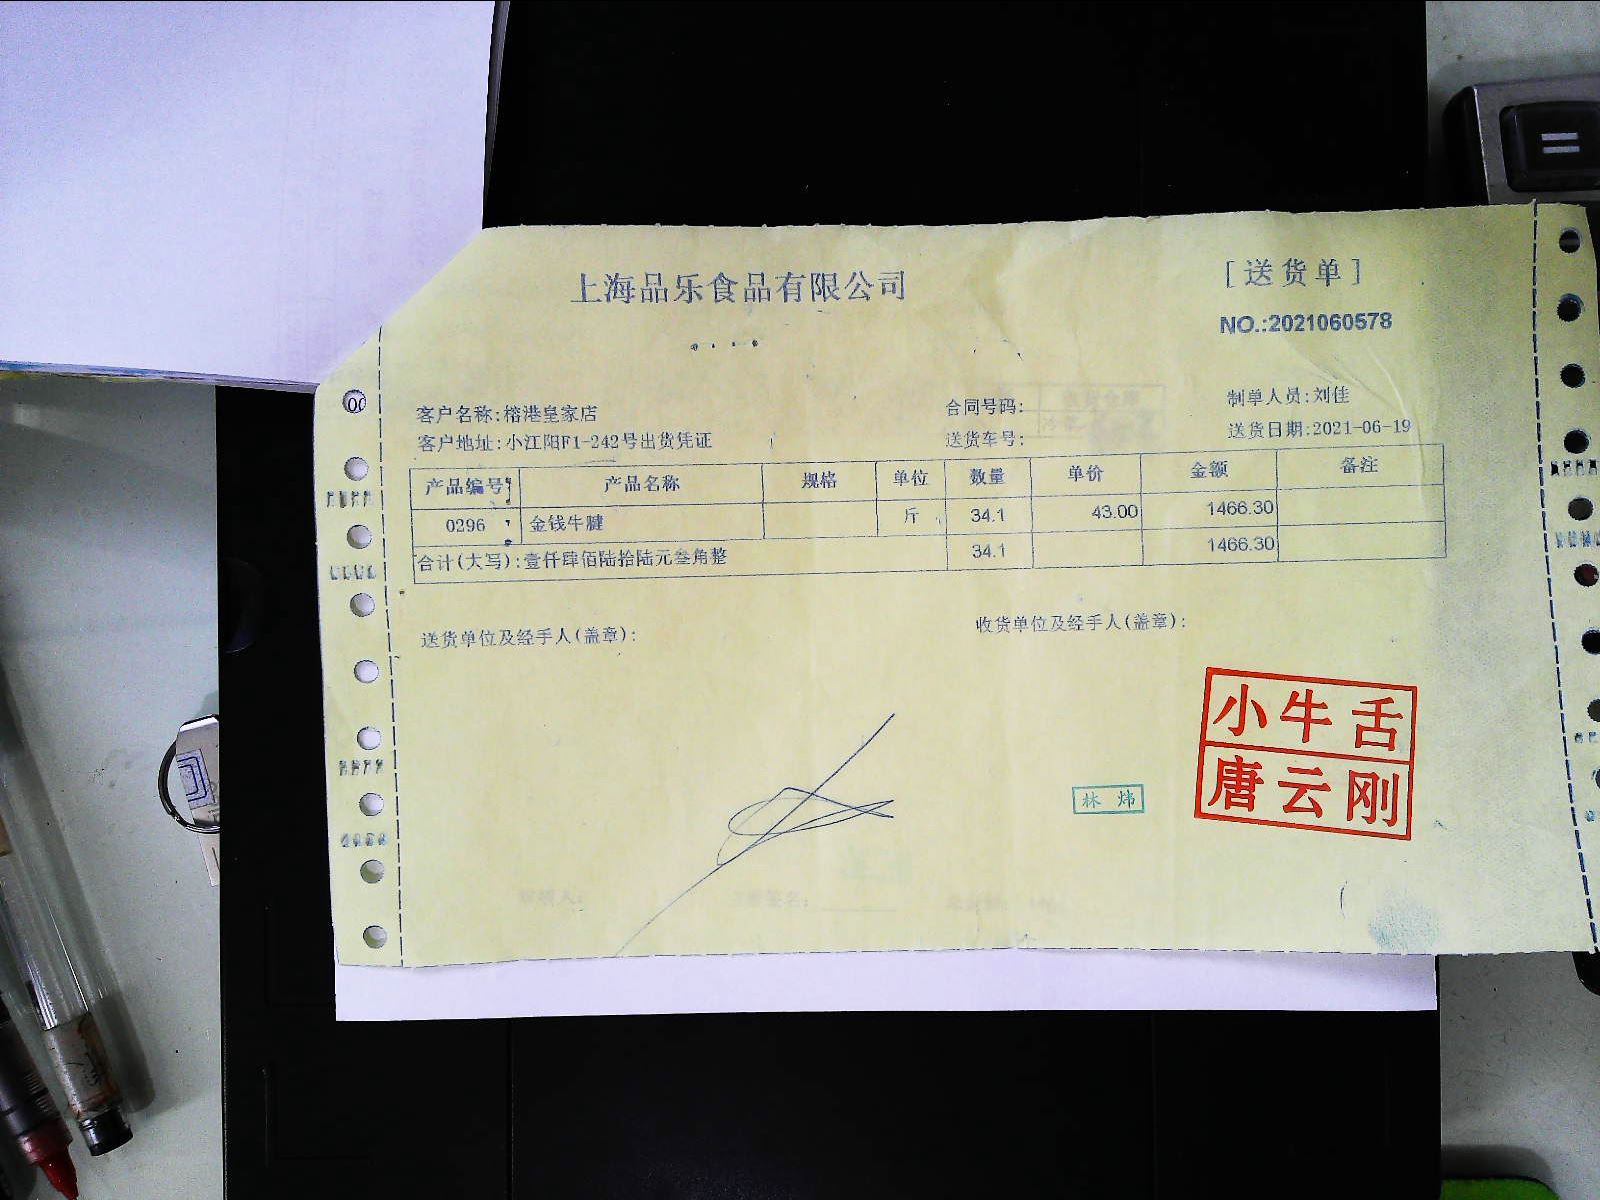 上海品乐食品有限公司
[送货单]
NO.:2021060578
客户名称:榕港皇家店
合同号码:
制单人员:刘佳
客户地址:小江阳F1-242号出货凭证
送货车号:
送货日期:2021-06-19
产品编号 产品名称 规格 单位 数量 单价 金额 备注
0296 金钱牛腱 斤 34.1 43.00 1466.30
合计(大写):壹仟肆佰陆拾陆元叁角整 34.1 1466.30
送货单位及经手人(盖章):
收货单位及经手人(盖章):
小牛舌
唐云刚
林炜